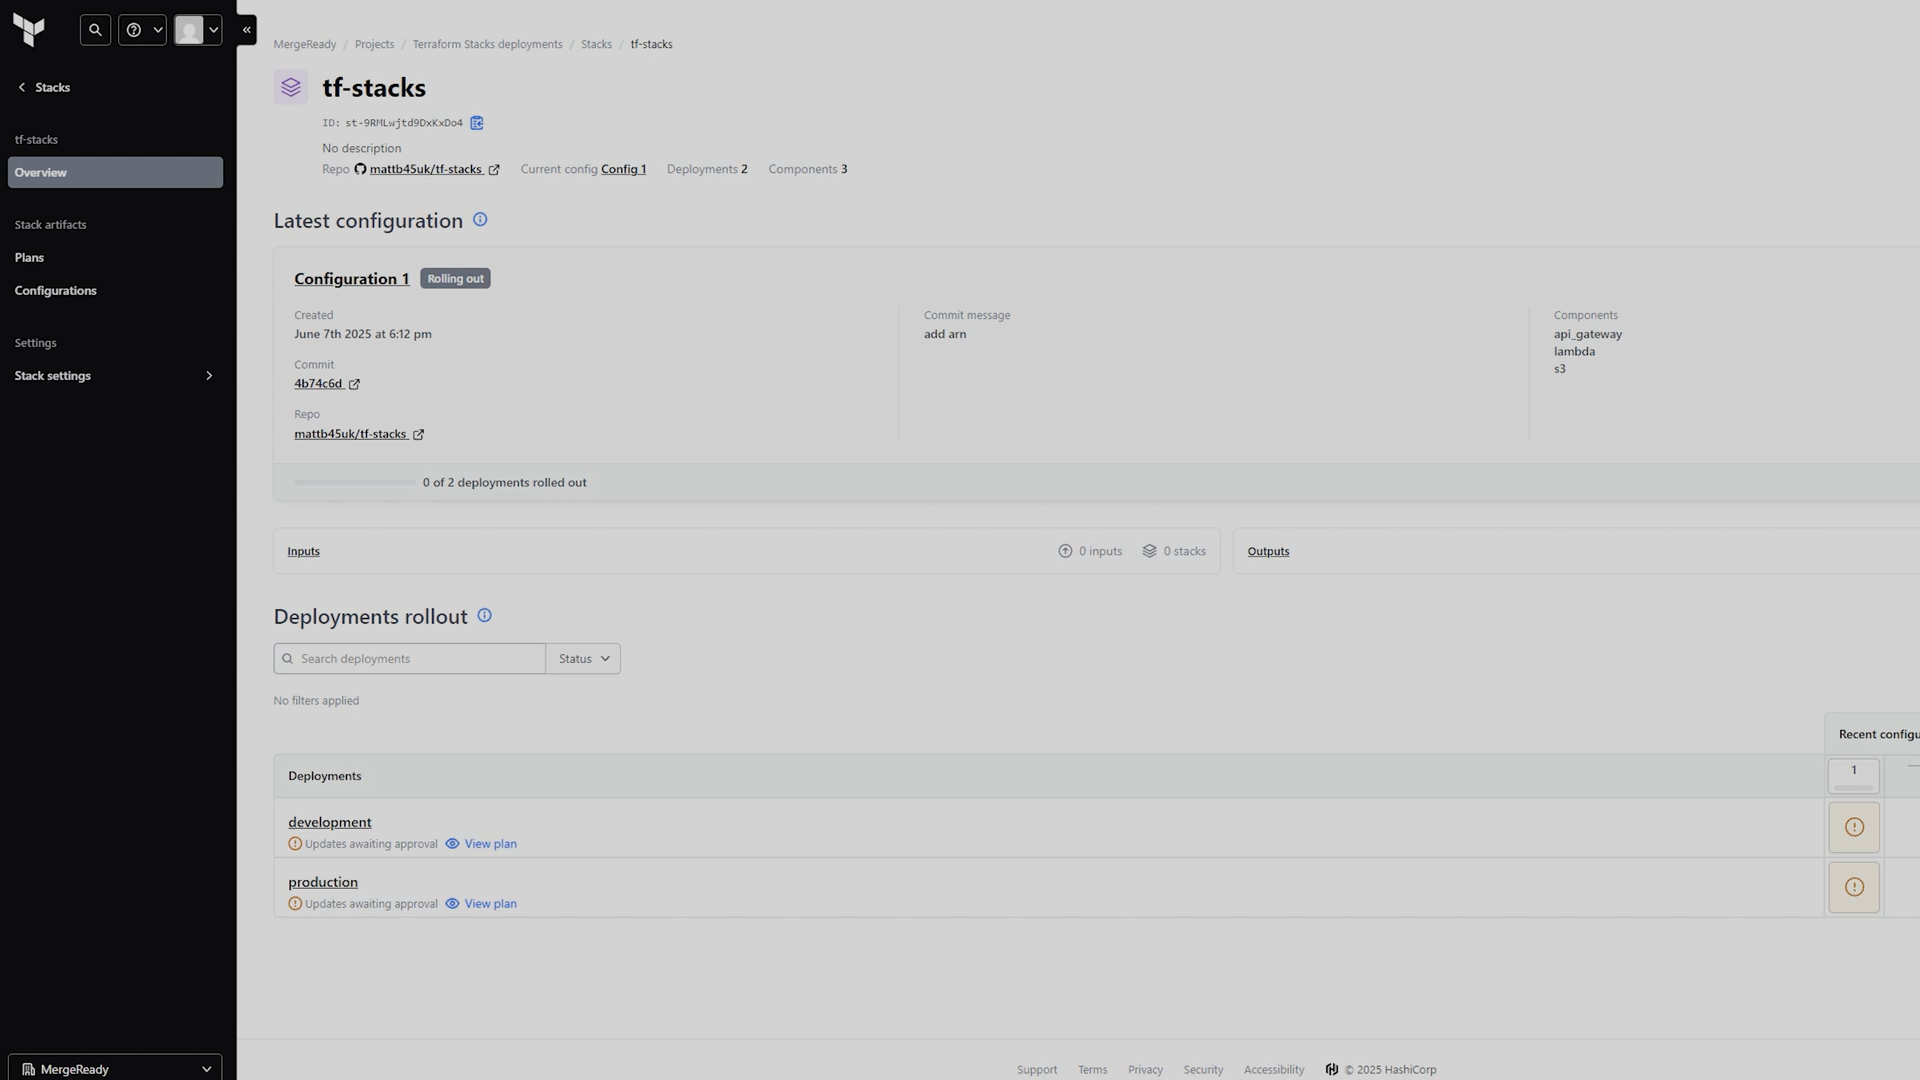 Stacks
tf-stacks
Overview
Stack artifacts
Plans
Configurations
Settings
Stack settings
MergeReady
MergeReady / Projects / Terraform Stacks deployments / Stacks / tf-stacks
tf-stacks
ID: st-9RMLwjtd9DxKxDo4
No description
Repo mattb45uk/tf-stacks Current config Config 1 Deployments 2 Components 3
Latest configuration
Configuration 1 Rolling out
Created
June 7th 2025 at 6:12 pm
Commit
4b74c6d
Repo
mattb45uk/tf-stacks
Commit message
add arn
Components
api_gateway
lambda
s3
0 of 2 deployments rolled out
Inputs 0 inputs 0 stacks
Outputs
Deployments rollout
Search deployments Status
No filters applied
Recent configu
Deployments 1
development
Updates awaiting approval View plan
production
Updates awaiting approval View plan
Support Terms Privacy Security Accessibility © 2025 HashiCorp